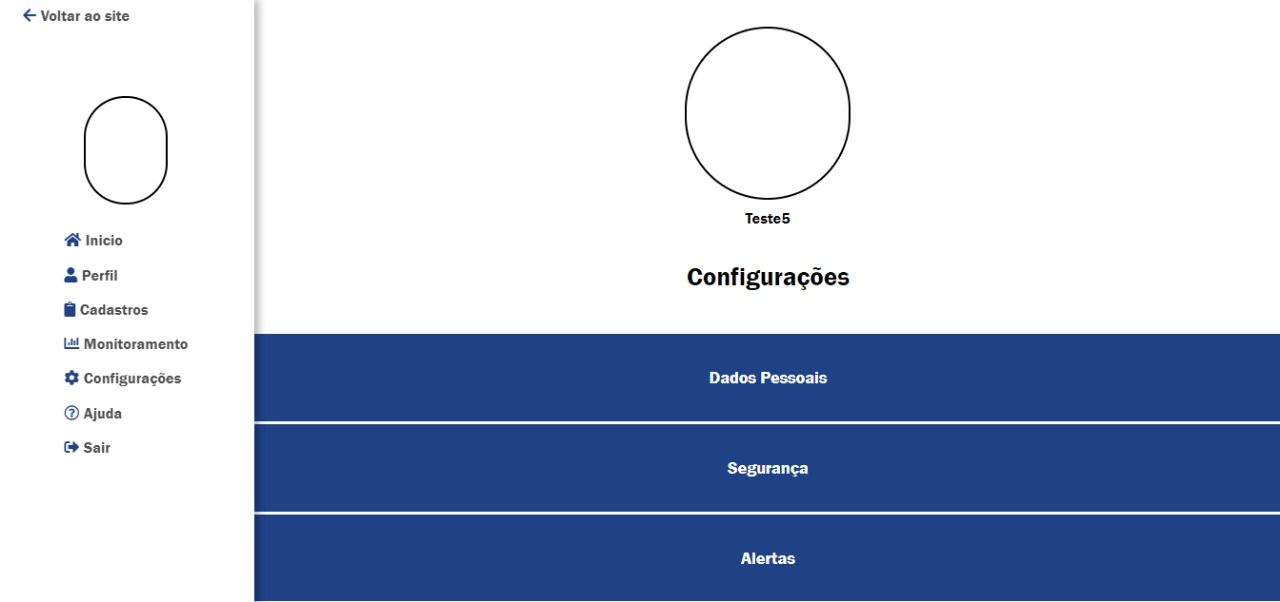 Voltar ao site
Inicio
Perfil
Cadastros
Monitoramento
Configurações
Ajuda
Sair
Teste5
Configurações
Dados Pessoais
Segurança
Alertas